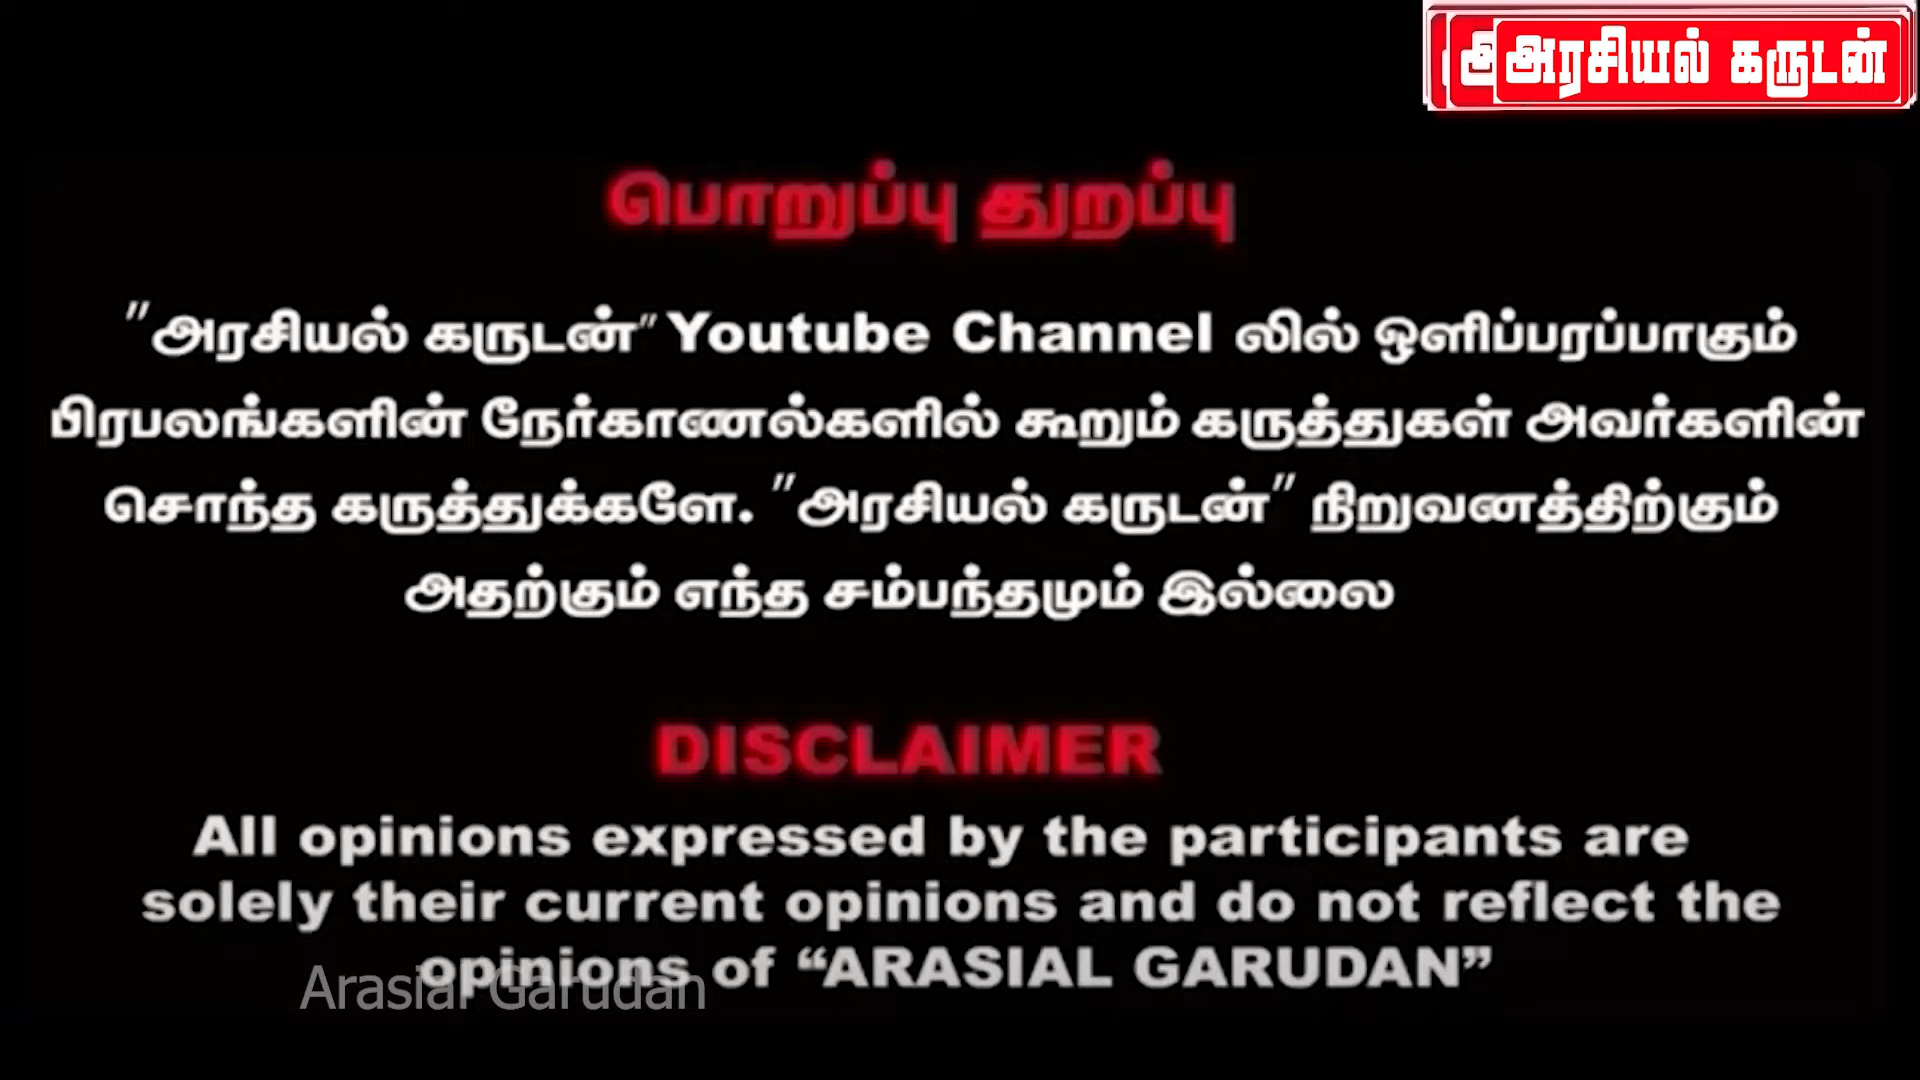 அரசியல் கருடன்
பொறுப்பு துறப்பு
"அரசியல் கருடன்" Youtube Channel லில் ஒளிப்பரப்பாகும்
பிரபலங்களின் நேர்காணல்களில் கூறும் கருத்துகள் அவர்களின்
சொந்த கருத்துக்களே. "அரசியல் கருடன்" நிறுவனத்திற்கும்
அதற்கும் எந்த சம்பந்தமும் இல்லை
DISCLAIMER
All opinions expressed by the participants are
solely their current opinions and do not reflect the
opinions of “ARASIAL GARUDAN”
Arasial Garudan